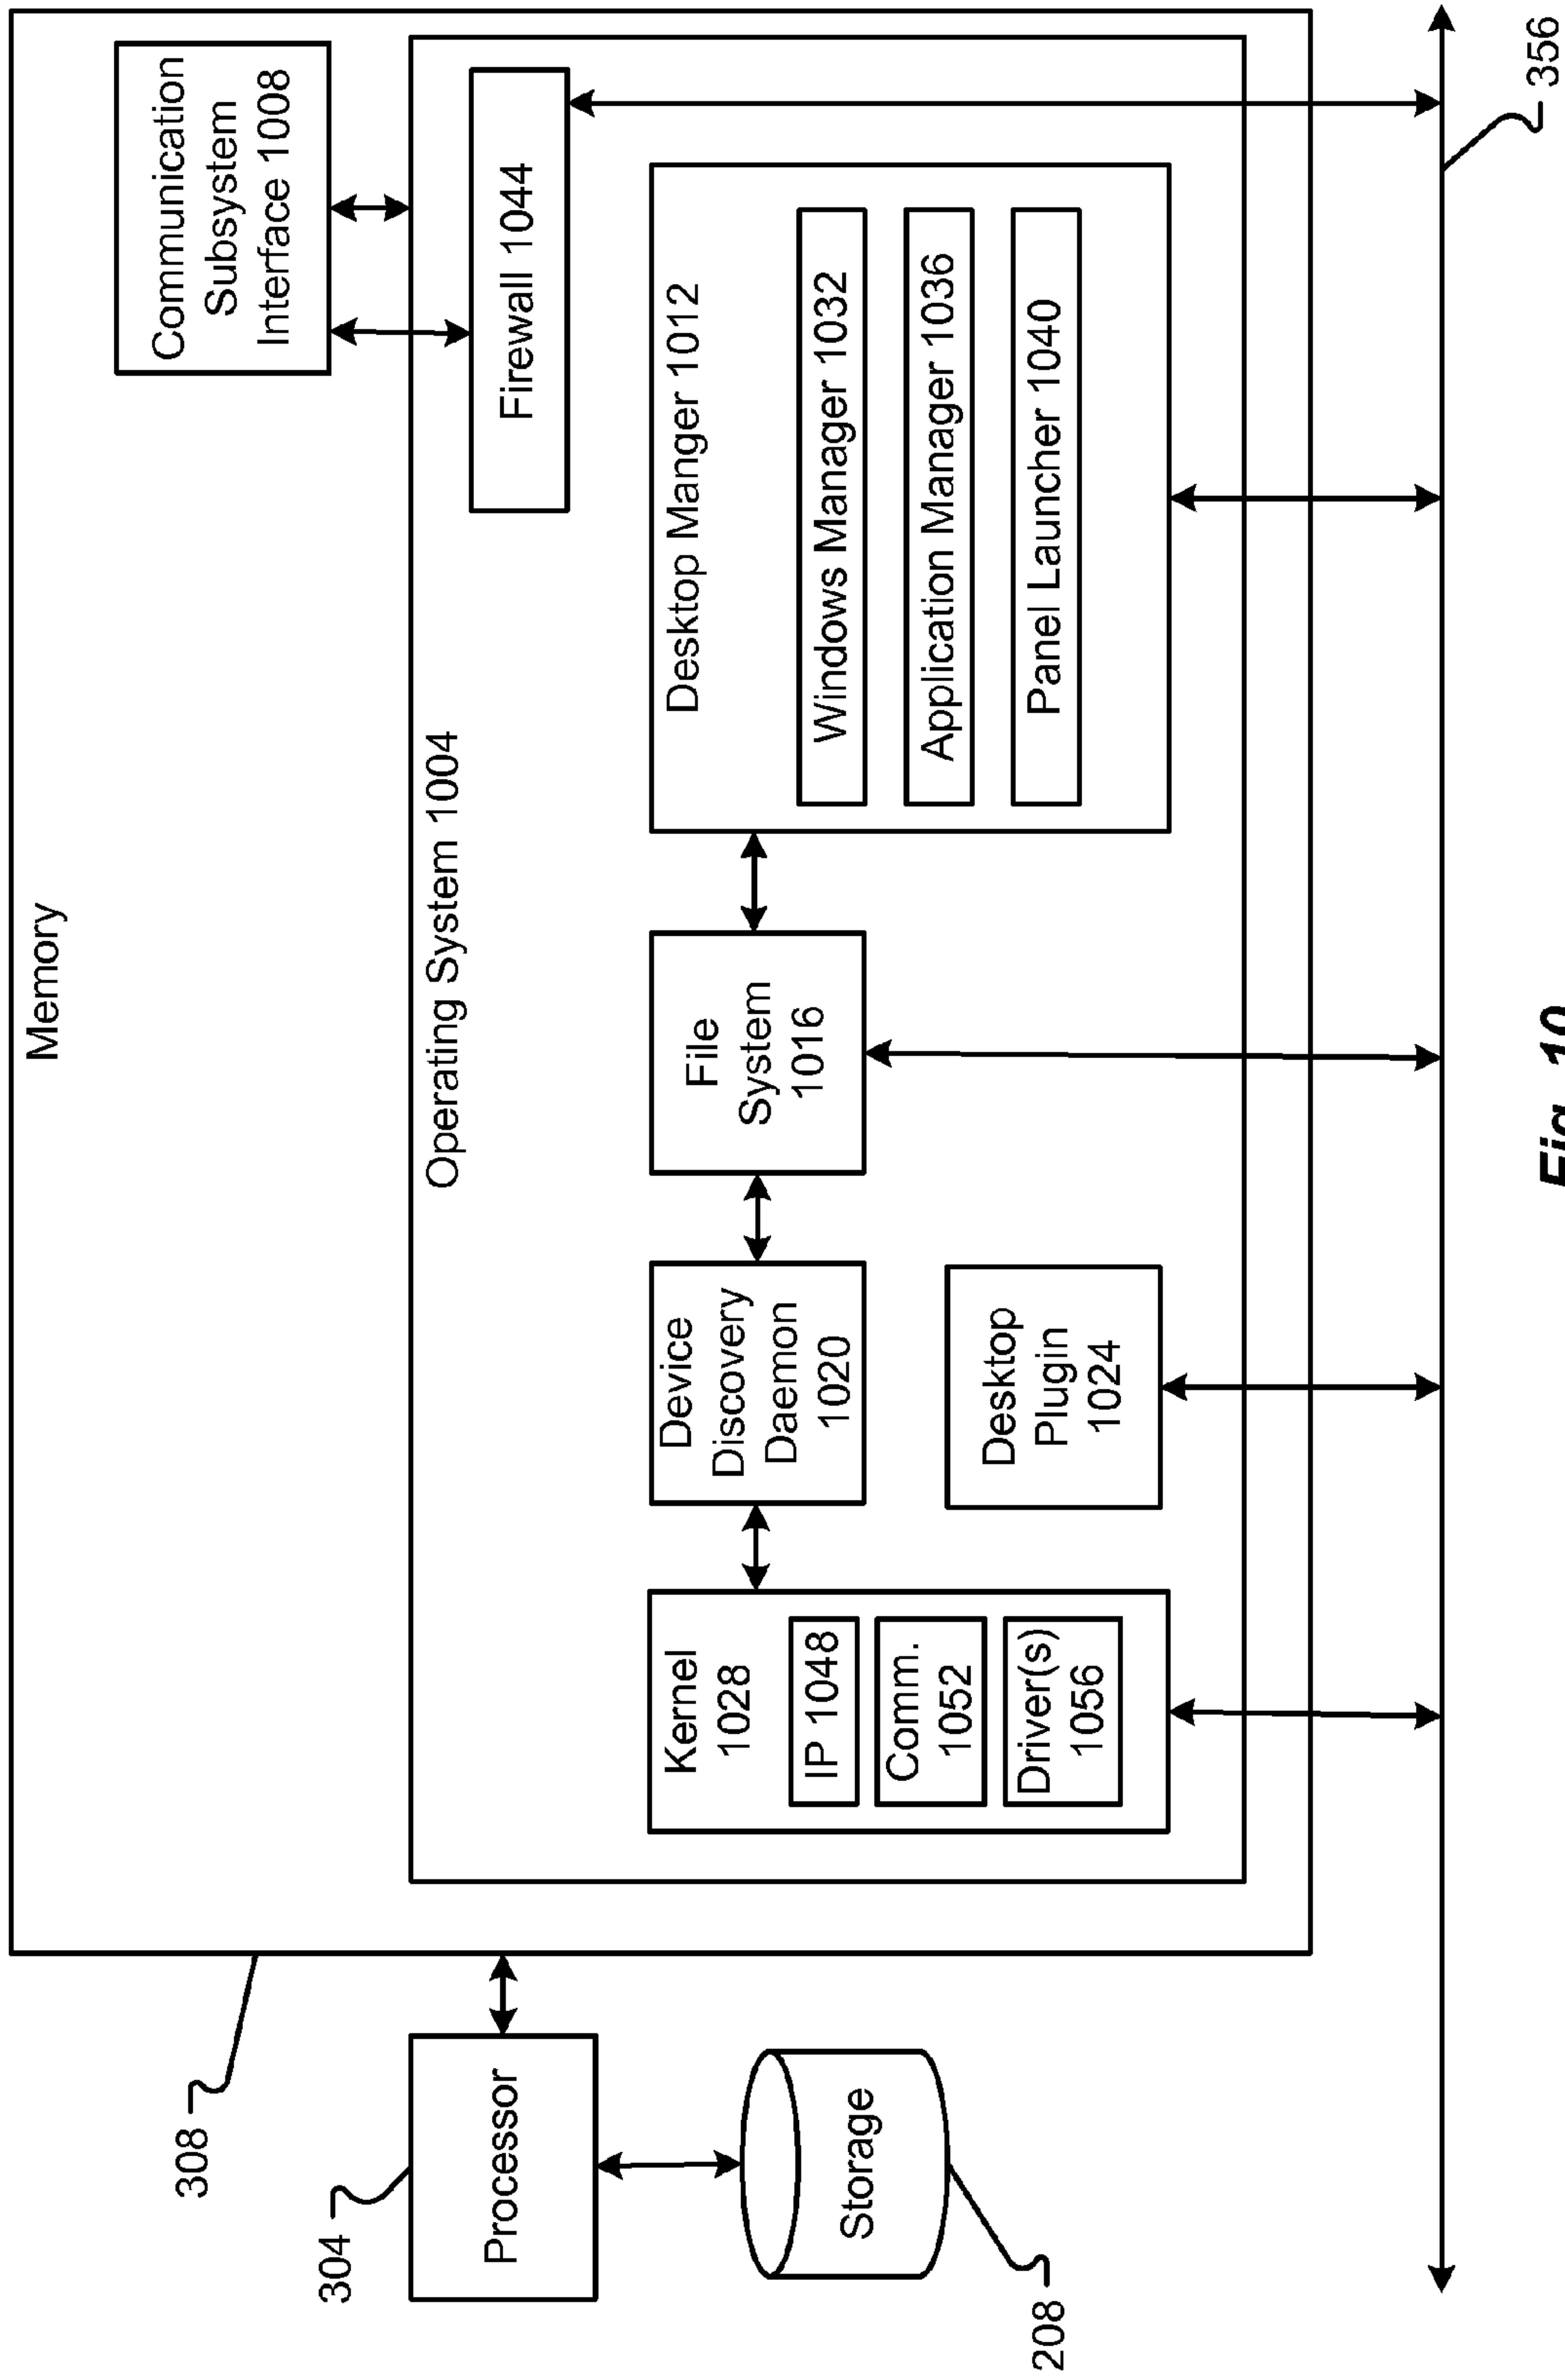 Memory
Communication
Subsystem
Interface 1008
Operating System 1004
Firewall 1044
Kernel
1028
IP 1048
Comm.
1052
Driver(s)
1056
Device
Discovery
Daemon
1020
Desktop
Plugin
1024
File
System
1016
Desktop Manger 1012
Windows Manager 1032
Application Manager 1036
Panel Launcher 1040
308
304
Processor
Storage
208
356
Fig. 10